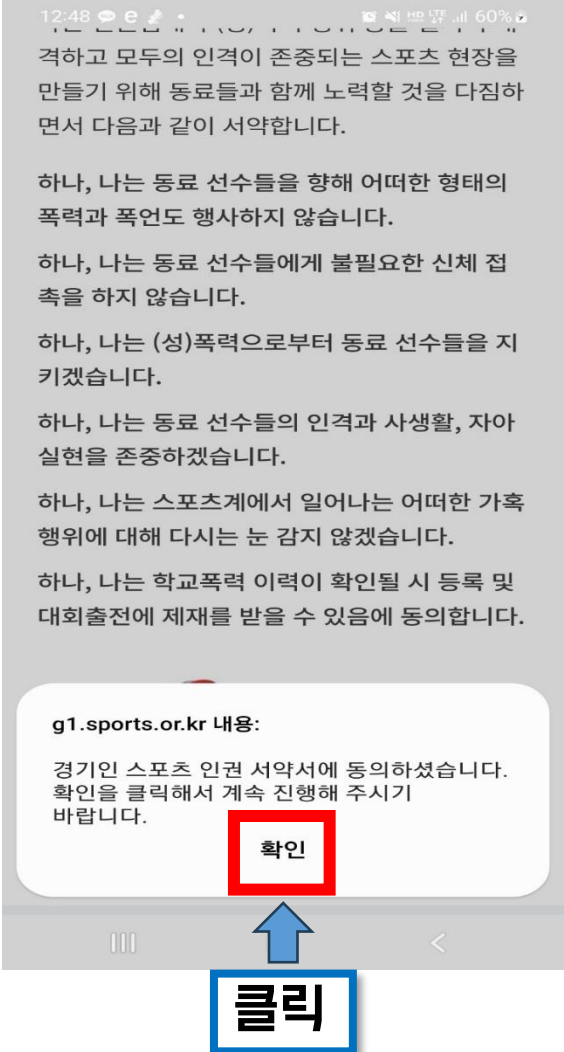 12:48
60%
격하고 모두의 인격이 존중되는 스포츠 현장을
만들기 위해 동료들과 함께 노력할 것을 다짐하
면서 다음과 같이 서약합니다.
하나, 나는 동료 선수들을 향해 어떠한 형태의
폭력과 폭언도 행사하지 않습니다.
하나, 나는 동료 선수들에게 불필요한 신체 접
촉을 하지 않습니다.
하나, 나는 (성)폭력으로부터 동료 선수들을 지
키겠습니다.
하나, 나는 동료 선수들의 인격과 사생활, 자아
실현을 존중하겠습니다.
하나, 나는 스포츠계에서 일어나는 어떠한 가혹
행위에 대해 다시는 눈 감지 않겠습니다.
하나, 나는 학교폭력 이력이 확인될 시 등록 및
대회출전에 제재를 받을 수 있음에 동의합니다.
g1.sports.or.kr 내용:
경기인 스포츠 인권 서약서에 동의하셨습니다.
확인을 클릭해서 계속 진행해 주시기
바랍니다.
확인
클릭